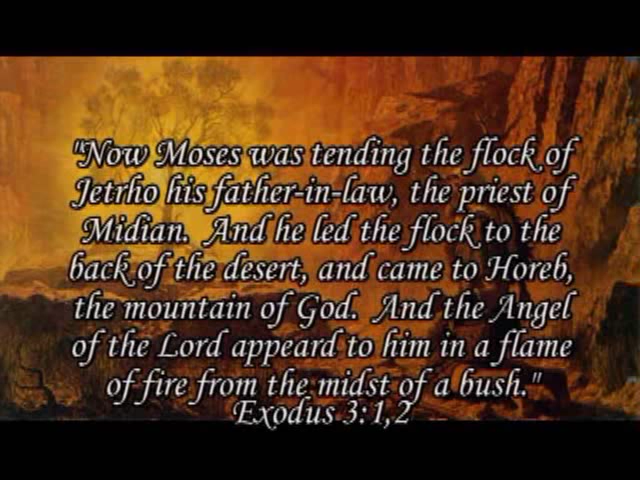 "Now Moses was tending the flock of
Jetrho his father-in-law, the priest of
Midian.  And he led the flock to the
back of the desert, and came to Horeb,
the mountain of God.  And the Angel
of the Lord appeard to him in a flame
of fire from the midst of a bush."
Exodus 3:1,2